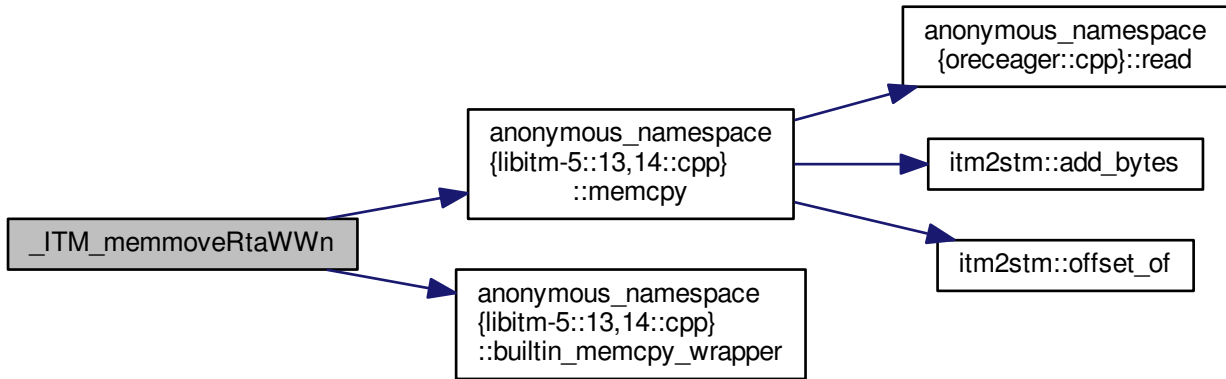 _ITM_memmoveRtaWWn
anonymous_namespace
{libitm-5::13,14::cpp}
::memcpy
anonymous_namespace
{libitm-5::13,14::cpp}
::builtin_memcpy_wrapper
anonymous_namespace
{oreceager::cpp}::read
itm2stm::add_bytes
itm2stm::offset_of